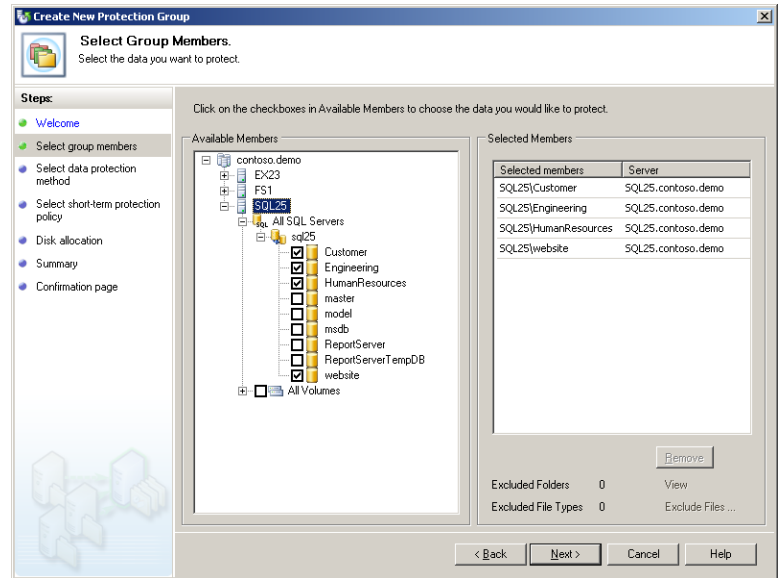 Create New Protection Group
Select Group Members.
Select the data you want to protect.
Steps:
Welcome
Select group members
Select data protection
method
Select short-term protection
policy
Disk allocation
Summary
Confirmation page
Click on the checkboxes in Available Members to choose the data you would like to protect.
Available Members
contoso.demo
EX23
FS1
SQL25
SQL All SQL Servers
sql25
Customer
Engineering
HumanResources
master
model
msdb
ReportServer
ReportServerTempDB
website
All Volumes
Selected Members
Selected members Server
SQL25\Customer SQL25.contoso.demo
SQL25\Engineering SQL25.contoso.demo
SQL25\HumanResources SQL25.contoso.demo
SQL25\website SQL25.contoso.demo
Remove
Excluded Folders 0 View
Excluded File Types 0 Exclude Files ...
< Back Next > Cancel Help